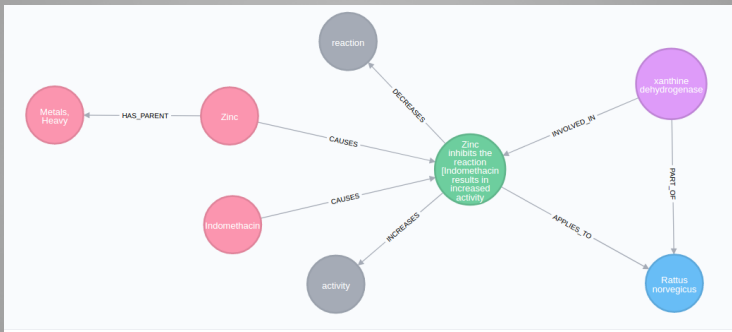 reaction
DECREASES
xanthine
dehydrogenase
Metals,
Heavy
HAS_PARENT
Zinc
CAUSES
INVOLVED_IN
Zinc
inhibits the
reaction
[Indomethacin
results in
increased
activity
PART_OF
Indomethacin
CAUSES
INCREASES
APPLIES_TO
activity
Rattus
norvegicus